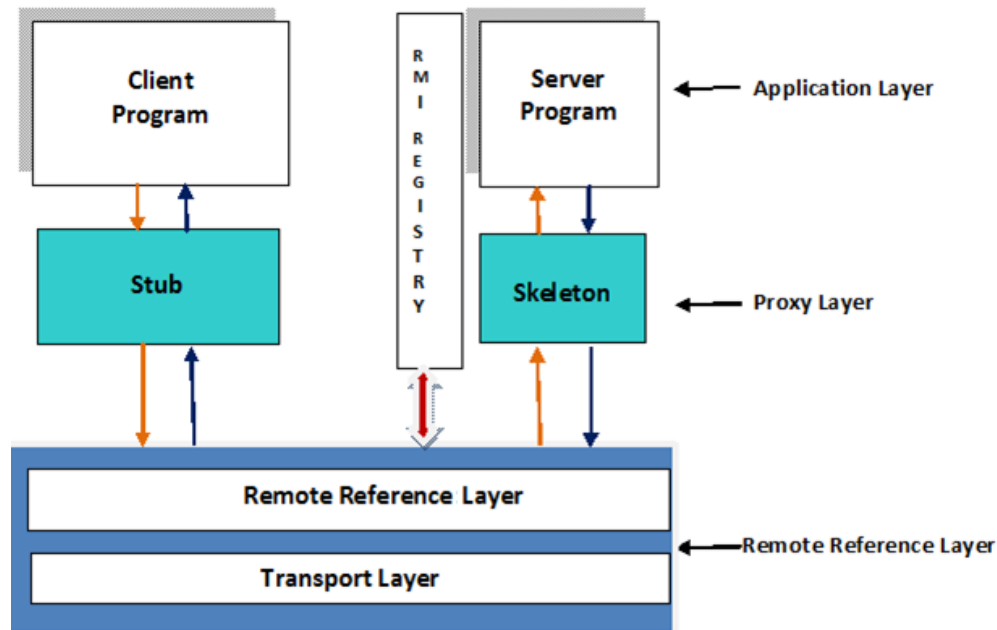 Client
Program
RMI REGISTRY
Server
Program
Application Layer
Stub
Skeleton
Proxy Layer
Remote Reference Layer
Remote Reference Layer
Transport Layer